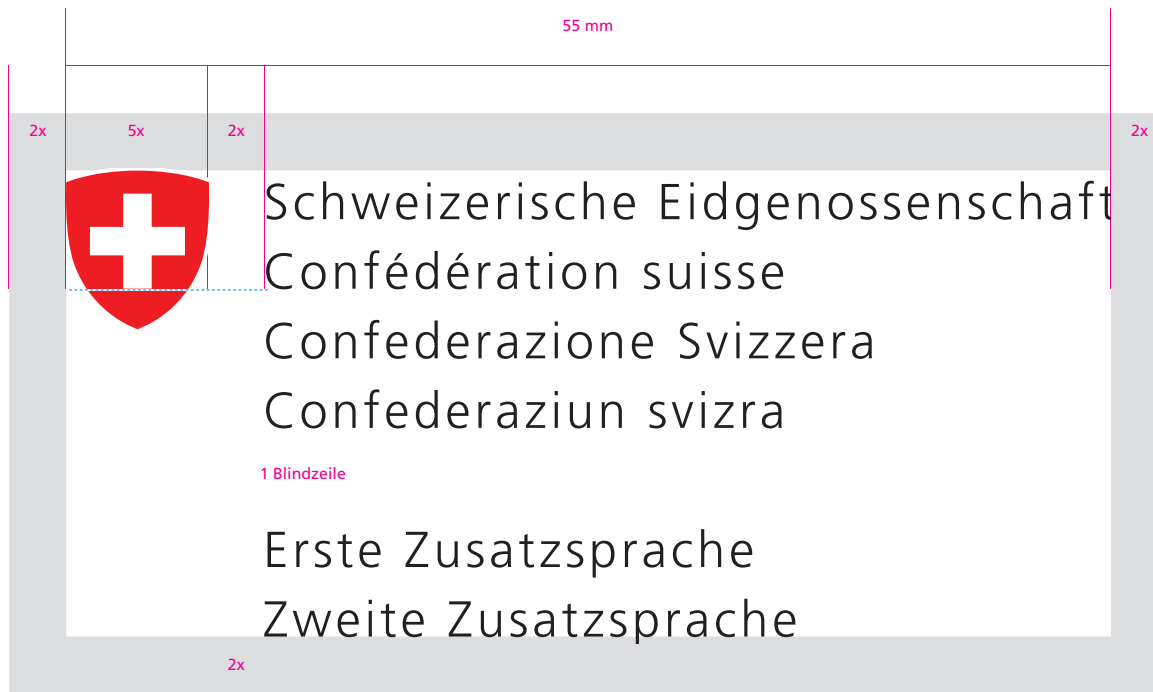 55 mm
2x 5x 2x 2x
Schweizerische Eidgenossenschaft
Confédération suisse
Confederazione Svizzera
Confederaziun svizra
1 Blindzeile
Erste Zusatzsprache
Zweite Zusatzsprache
2x